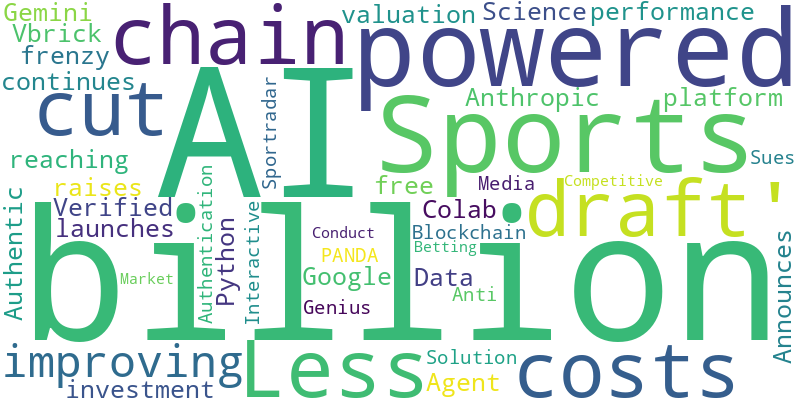 Gemini
chain
valuation
Science
performance
Vbrick
powered
frenzy
continues
AI
Sportradar
cut
Sports
Anthropic
platform
reaching
Sues
raises
free
Media
Competitive
Verified
Authentication
Colab
draft'
launches
Authentic
Python
Interactive
Conduct
Blockchain
Betting
billion
PANDA
Google
Data
Market
Anti
Genius
Announces
improving
Less
Solution
costs
investment
Agent